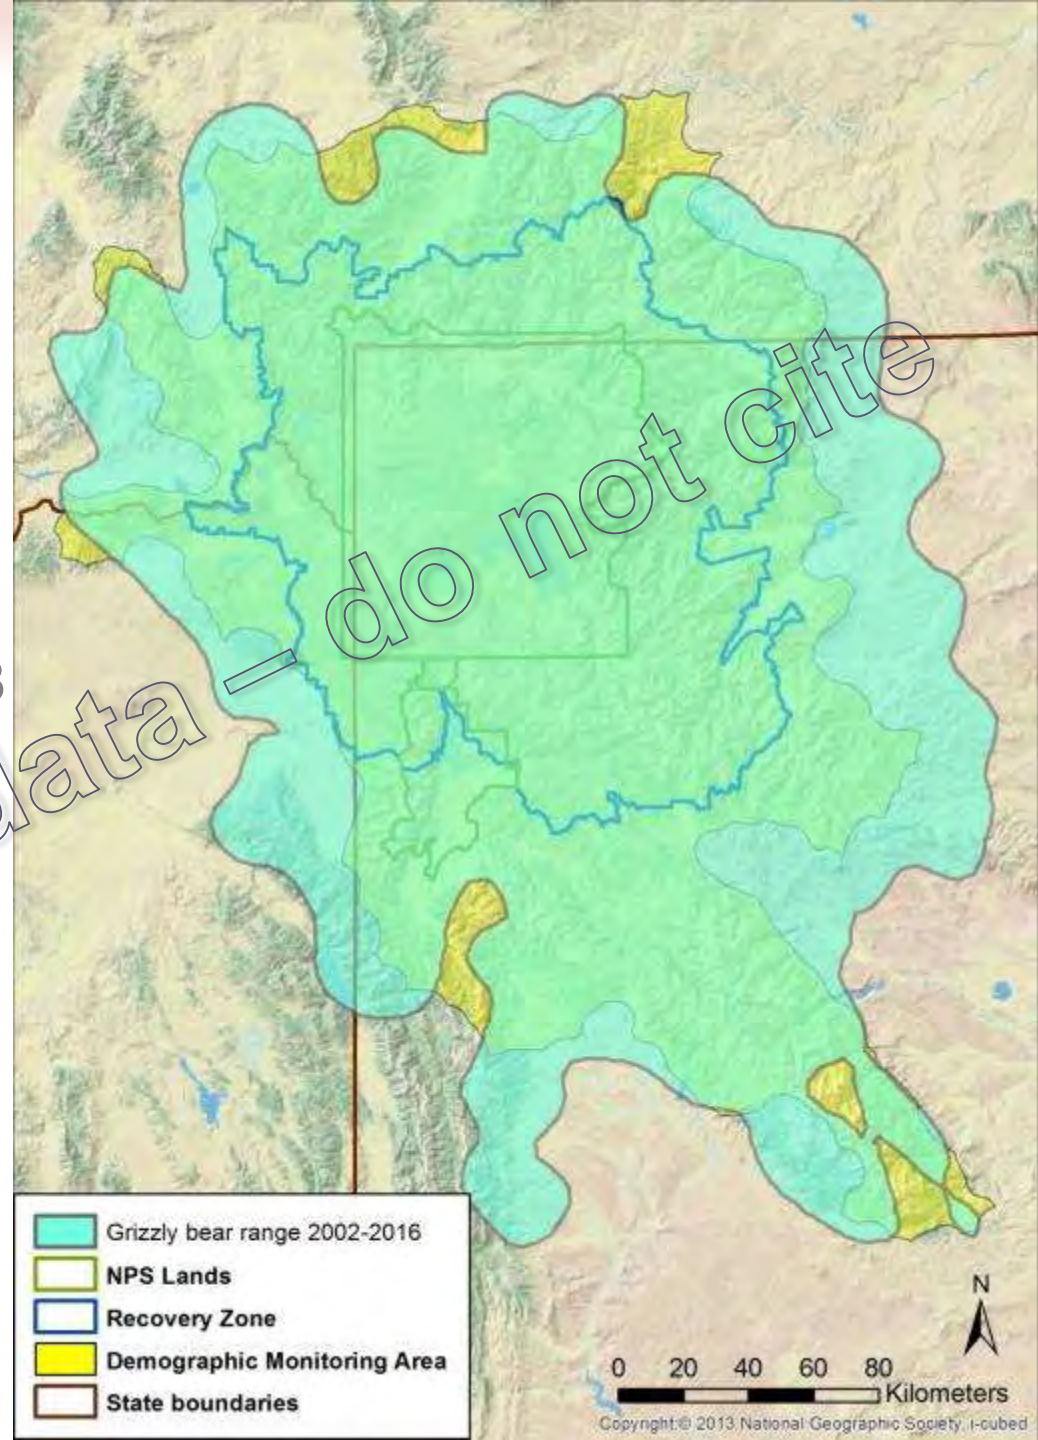 data – do not cite
Grizzly bear range 2002-2016
NPS Lands
Recovery Zone
Demographic Monitoring Area
State boundaries
N
0 20 40 60 80
Kilometers
Copyright:© 2013 National Geographic Society, i-cubed